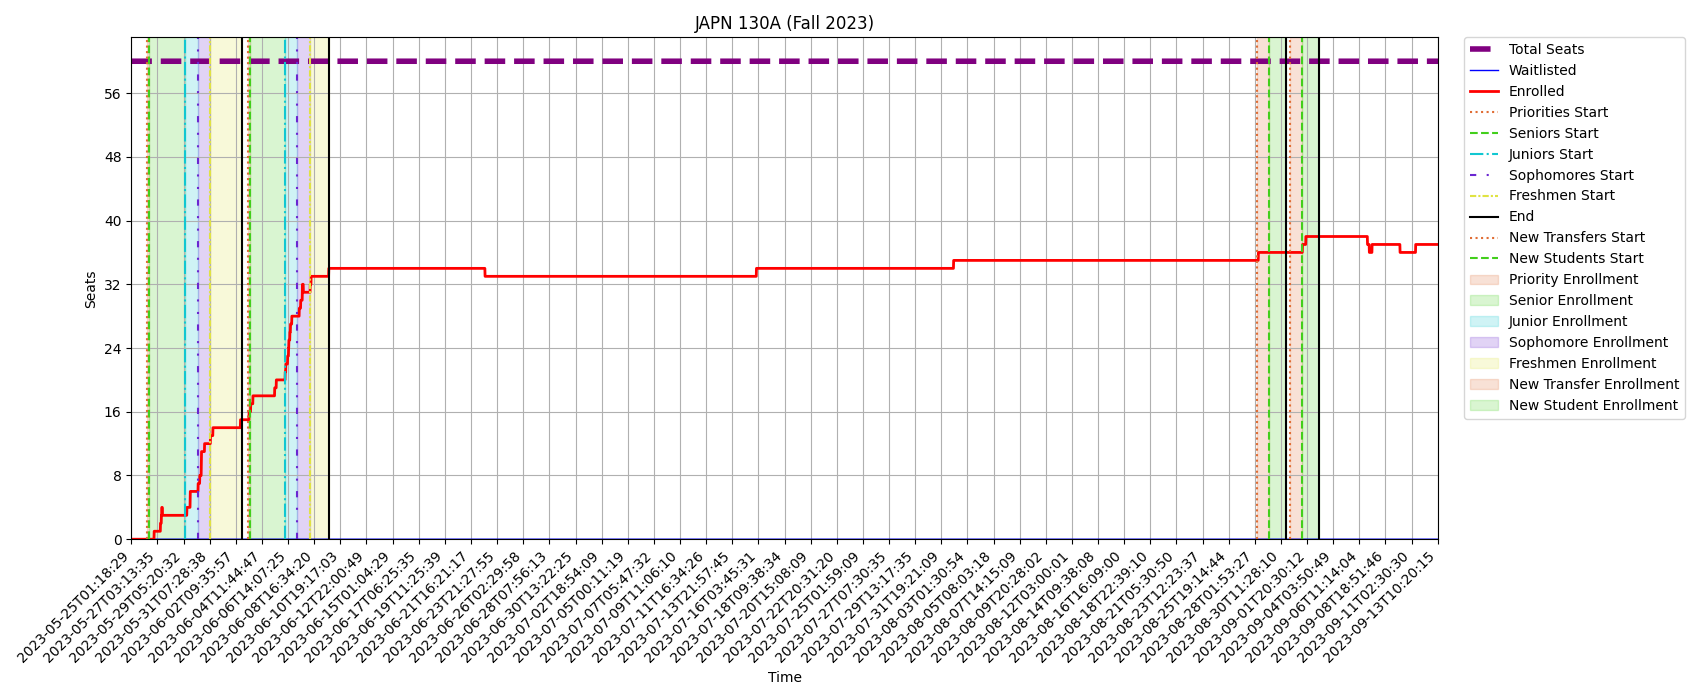 JAPN 130A (Fall 2023)
Seats
56
48
40
32
24
16
8
0
2023-05-25T01:18:29
2023-05-27T03:13:35
2023-05-29T05:20:32
2023-05-31T07:28:38
2023-06-02T09:35:57
2023-06-04T11:44:47
2023-06-06T14:07:23
2023-06-08T16:34:20
2023-06-10T19:17:03
2023-06-12T22:00:49
2023-06-15T01:04:29
2023-06-17T06:25:35
2023-06-19T11:25:39
2023-06-21T16:21:17
2023-06-23T21:27:55
2023-06-26T02:29:58
2023-06-28T07:56:13
2023-06-30T13:22:25
2023-07-02T18:54:09
2023-07-05T00:11:19
2023-07-07T05:47:32
2023-07-09T11:06:10
2023-07-11T16:34:26
2023-07-13T21:57:45
2023-07-16T03:45:31
2023-07-18T09:38:34
2023-07-20T15:08:09
2023-07-22T20:31:20
2023-07-25T01:59:09
2023-07-27T07:30:35
2023-07-29T13:17:35
2023-07-31T19:21:09
2023-08-03T01:30:54
2023-08-05T08:03:18
2023-08-07T14:15:09
2023-08-09T20:28:02
2023-08-12T03:00:01
2023-08-14T09:38:08
2023-08-16T16:09:00
2023-08-18T22:39:10
2023-08-21T05:30:50
2023-08-23T12:23:37
2023-08-25T19:14:44
2023-08-28T01:53:27
2023-08-30T11:28:10
2023-09-01T20:30:12
2023-09-04T03:50:49
2023-09-06T11:14:04
2023-09-08T18:51:46
2023-09-11T02:30:30
2023-09-13T10:20:15
Time
Total Seats
Waitlisted
Enrolled
Priorities Start
Seniors Start
Juniors Start
Sophomores Start
Freshmen Start
End
New Transfers Start
New Students Start
Priority Enrollment
Senior Enrollment
Junior Enrollment
Sophomore Enrollment
Freshmen Enrollment
New Transfer Enrollment
New Student Enrollment